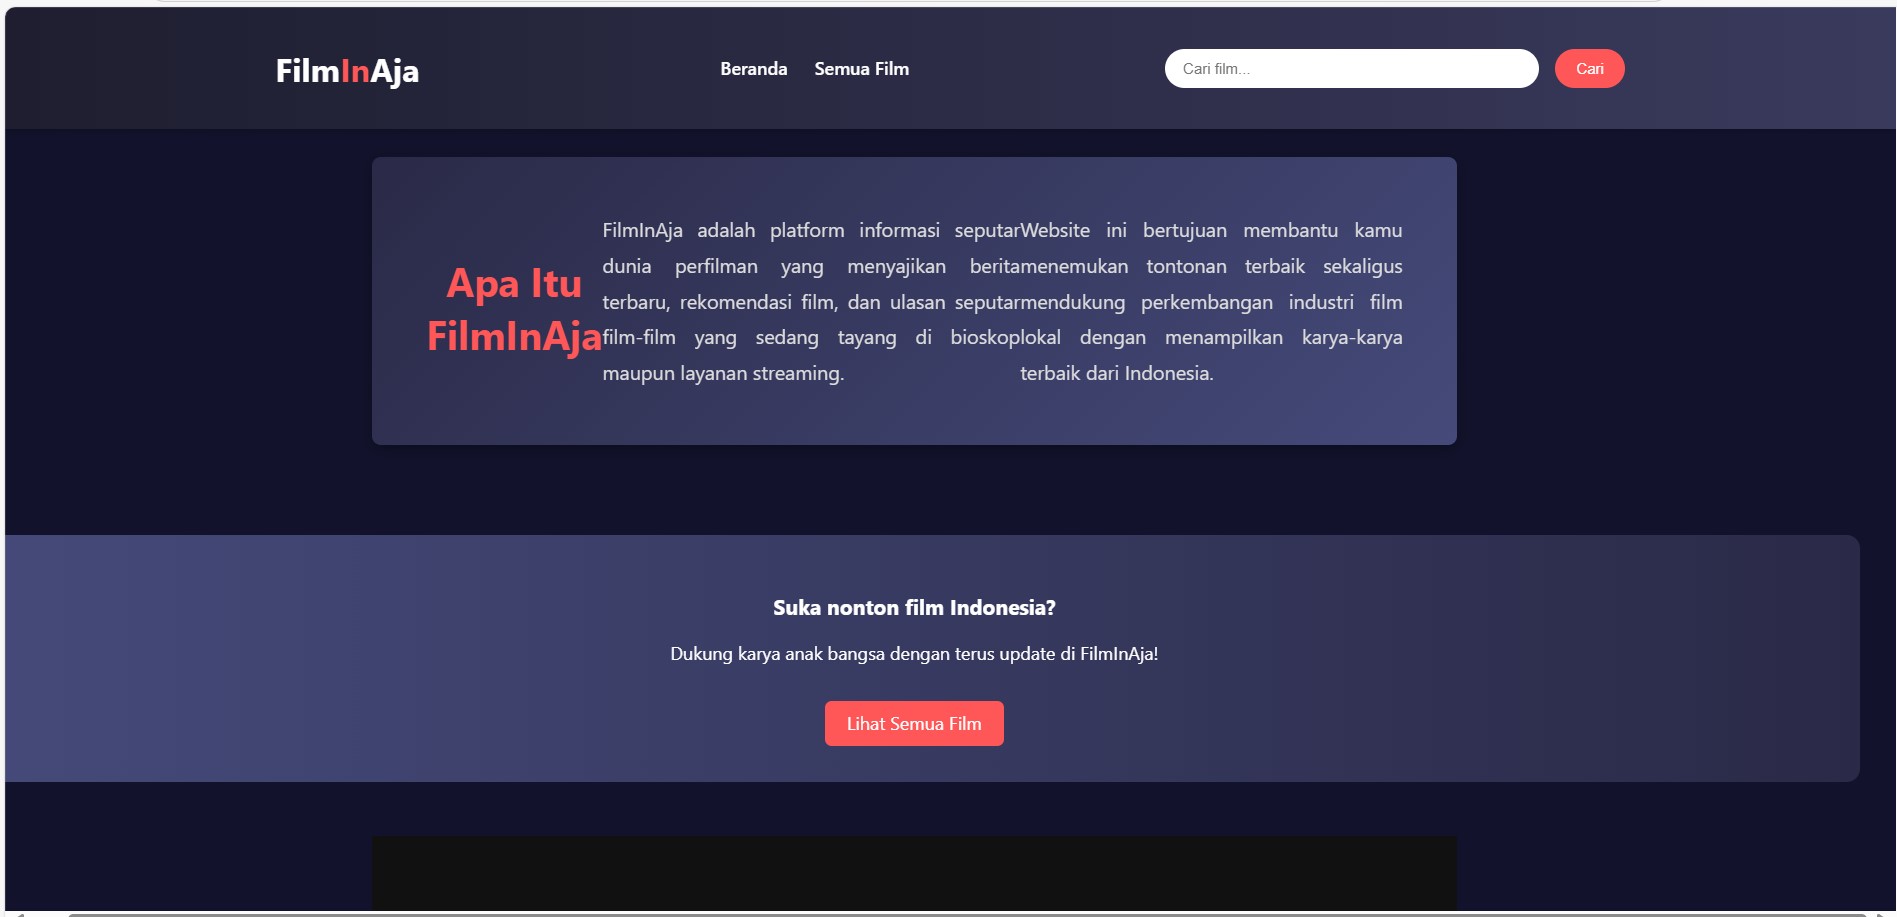 FilmInAja
Beranda
Semua Film
Cari film...
Cari
Apa Itu
FilmInAja
FilmInAja adalah platform informasi seputar
dunia perfilman yang menyajikan berita
terbaru, rekomendasi film, dan ulasan seputar
film-film yang sedang tayang di bioskop
maupun layanan streaming.
Website ini bertujuan membantu kamu
menemukan tontonan terbaik sekaligus
mendukung perkembangan industri film
lokal dengan menampilkan karya-karya
terbaik dari Indonesia.
Suka nonton film Indonesia?
Dukung karya anak bangsa dengan terus update di FilmInAja!
Lihat Semua Film